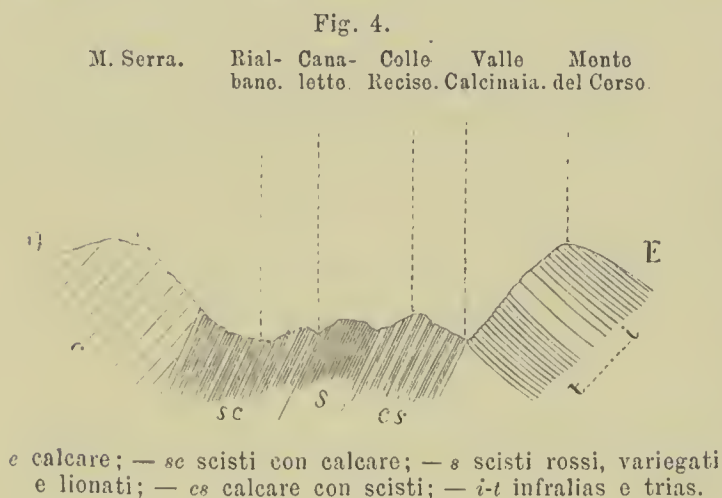 Fig. 4.
M. Serra. Rial- Cana- Colle Valle Monte
bano. letto. Reciso. Calcinaia. del Corso.
E
sc S cs
c calcare; — sc scisti con calcare; — s scisti rossi, variegati
e lionati; — cs calcare con scisti; — i-t infralias e trias.